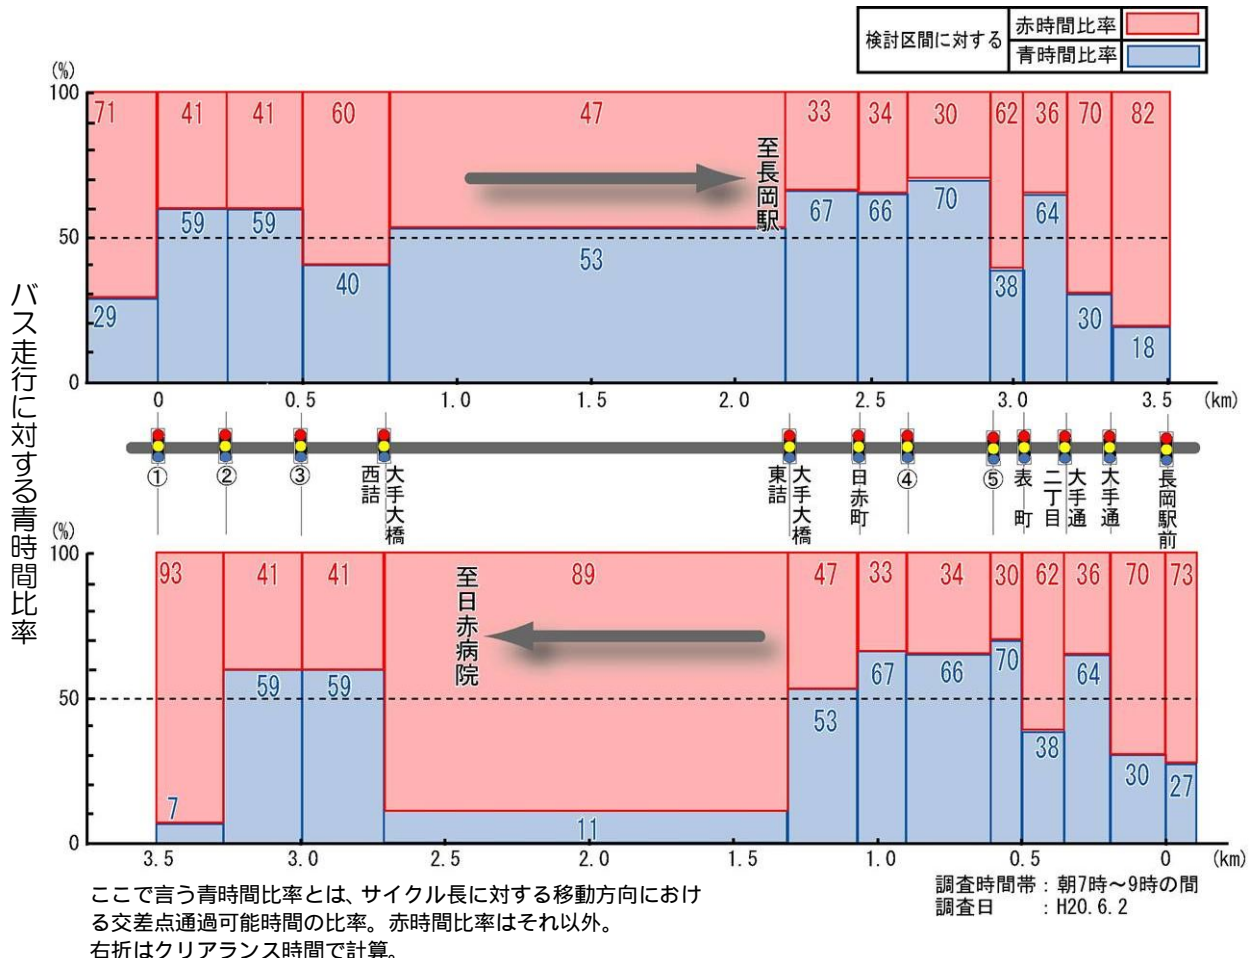 検討区間に対する
赤時間比率
青時間比率
(%)
100
71 41 41 60 47 33 34 30 62 36 70 82
至長岡駅
59 59 40 53 67 66 70 38 64 30 18
29
50
0
0 0.5 1.0 1.5 2.0 2.5 3.0 3.5 (km)
バス走行に対する青時間比率
① ② ③ 大手大橋西詰 大手大橋東詰 日赤町 ④ ⑤ 表町 大手通二丁目 大手通 長岡駅前
(%)
100
93 41 41 89 47 33 34 30 62 36 70 73
至日赤病院
7 59 59 11 53 67 66 70 38 64 30 27
50
0
3.5 3.0 2.5 2.0 1.5 1.0 0.5 0 (km)
ここで言う青時間比率とは、サイクル長に対する移動方向におけ
る交差点通過可能時間の比率。赤時間比率はそれ以外。
右折はクリアランス時間で計算。
調査時間帯：朝7時～9時の間
調査日　　：H20.6.2